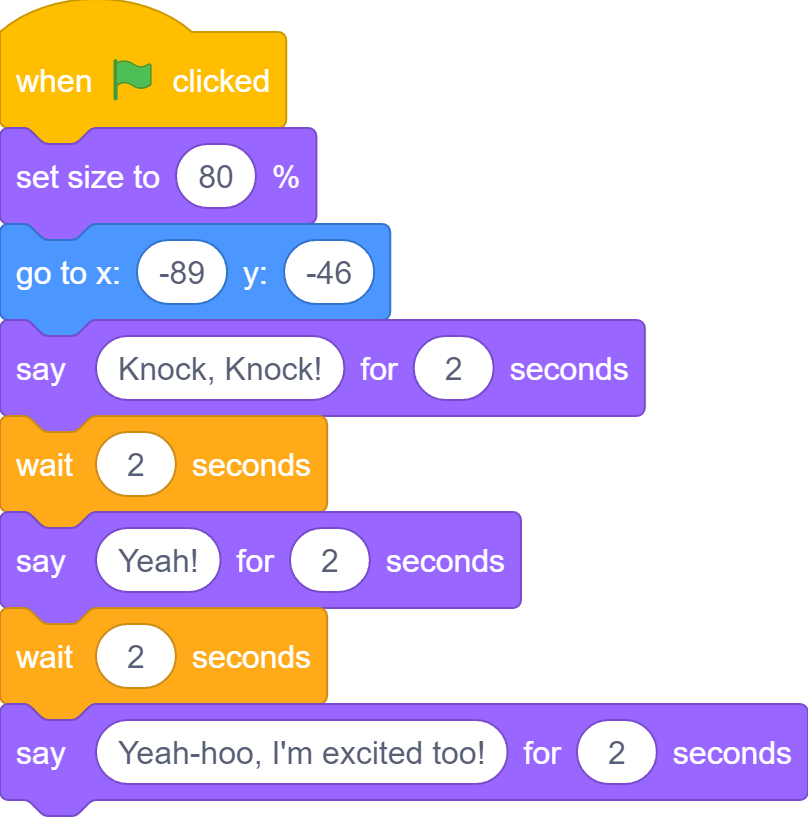 when clicked
set size to 80 %
go to x: -89 y: -46
say Knock, Knock! for 2 seconds
wait 2 seconds
say Yeah! for 2 seconds
wait 2 seconds
say Yeah-hoo, I'm excited too! for 2 seconds